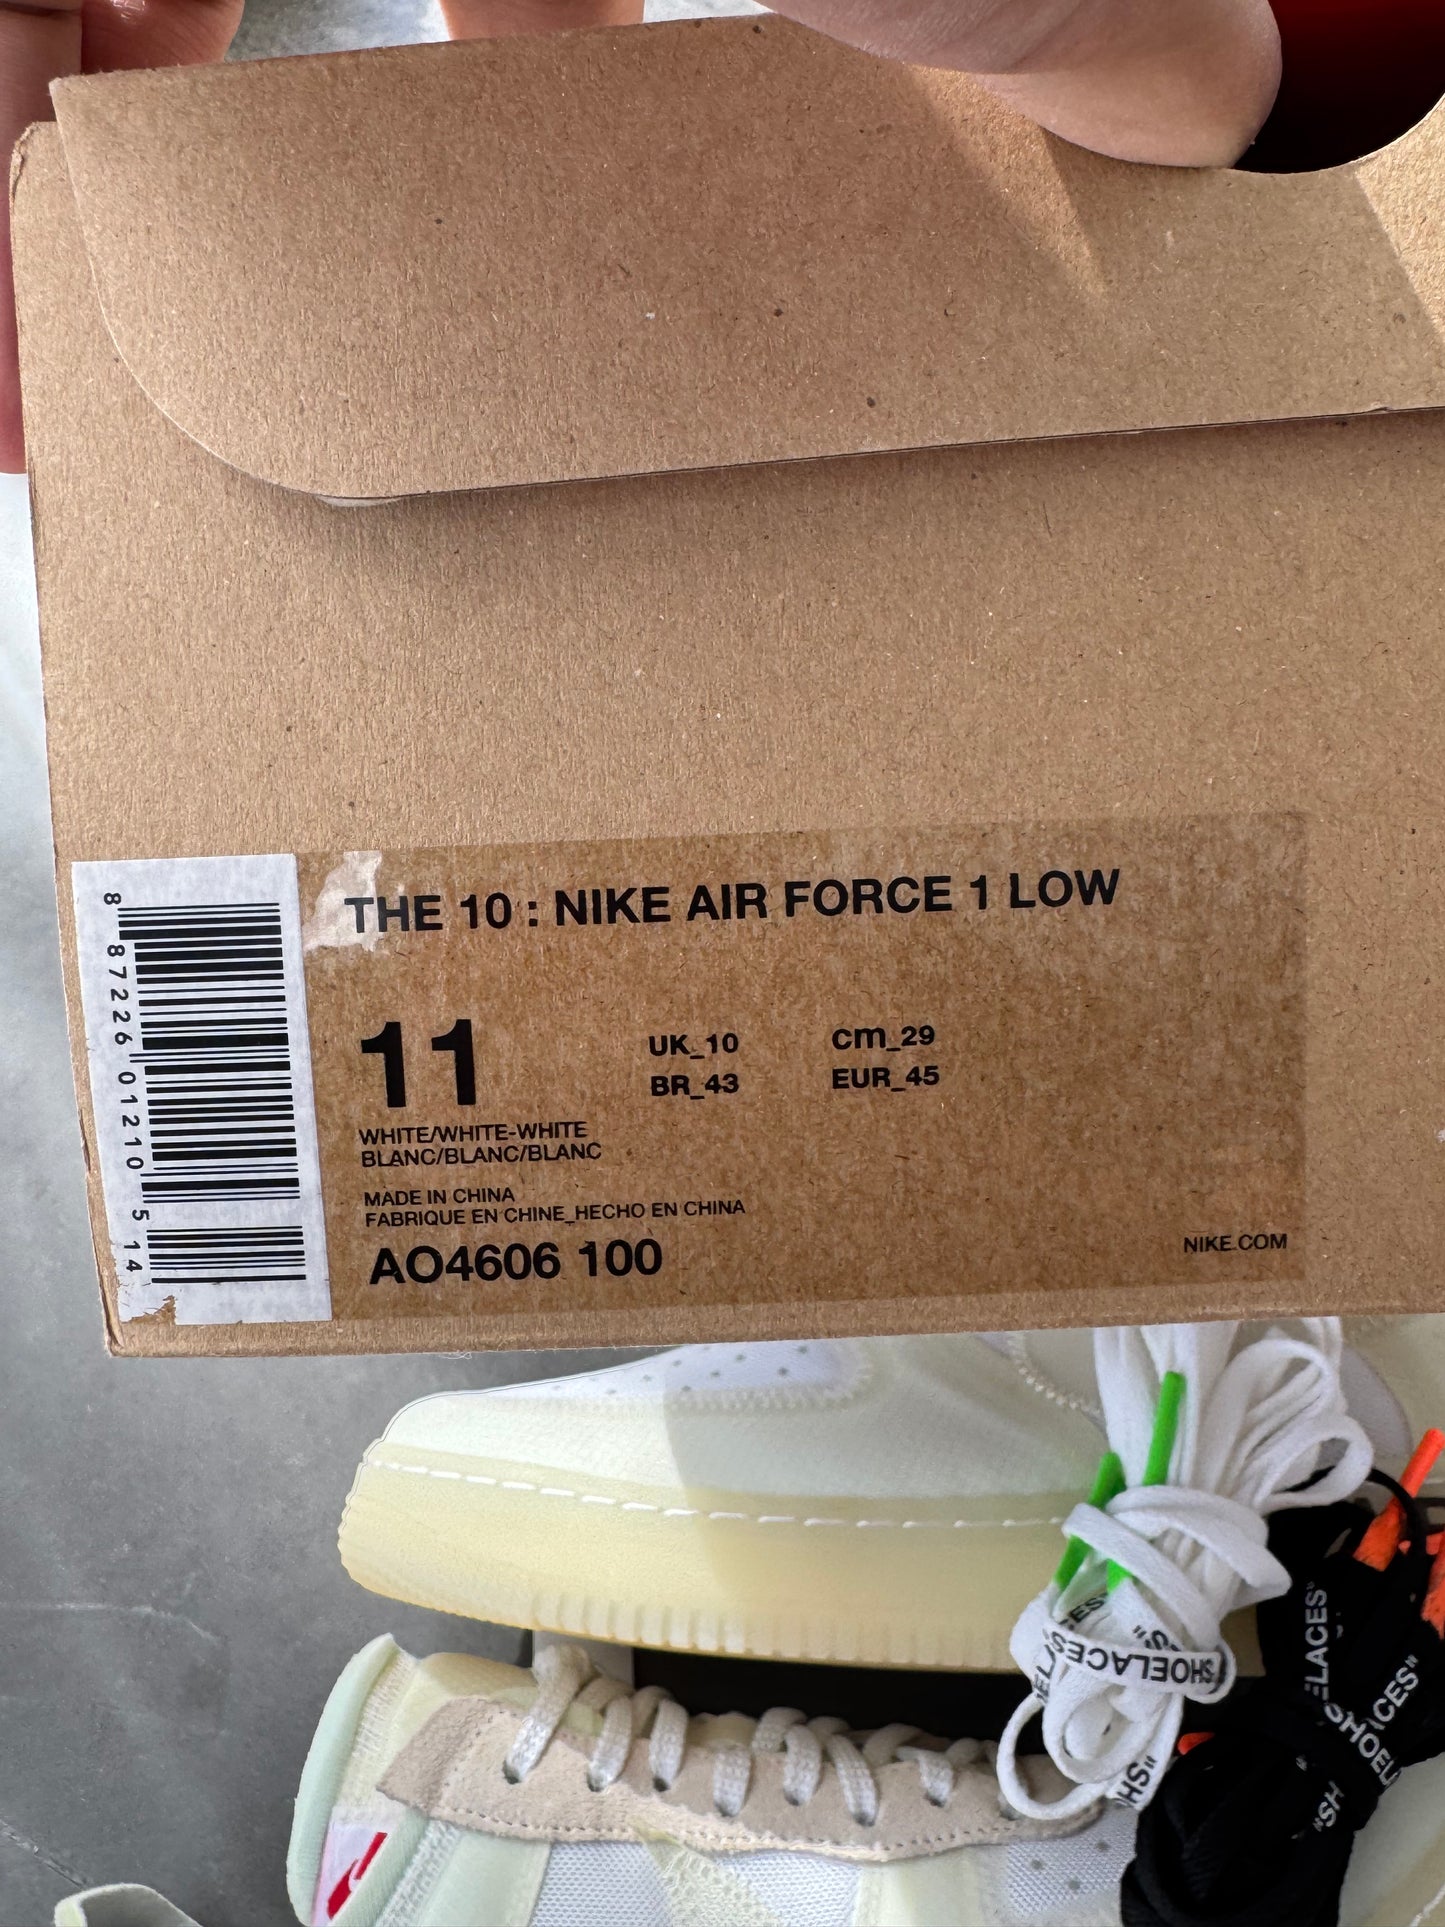 THE 10 : NIKE AIR FORCE 1 LOW
11
UK_10
cm_29
BR_43
EUR_45
WHITE/WHITE-WHITE
BLANC/BLANC/BLANC
MADE IN CHINA
FABRIQUE EN CHINE_HECHO EN CHINA
AO4606 100
NIKE.COM
8 87226 01210 5 14
"SHOELACES"